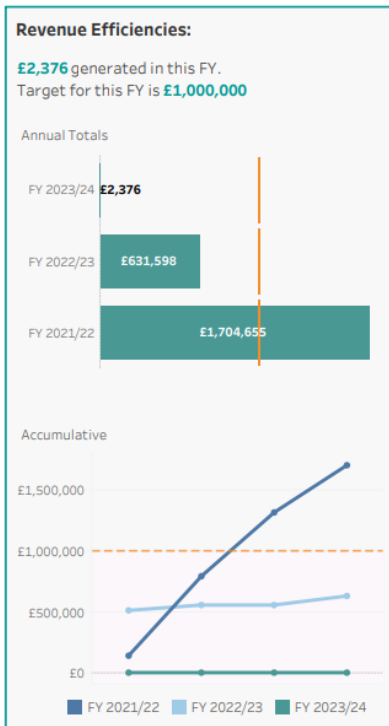 Revenue Efficiencies:
£2,376 generated in this FY.
Target for this FY is £1,000,000
Annual Totals
FY 2023/24 £2,376
FY 2022/23 £631,598
FY 2021/22 £1,704,655
Accumulative
£1,500,000
£1,000,000
£500,000
£0
FY 2021/22 FY 2022/23 FY 2023/24